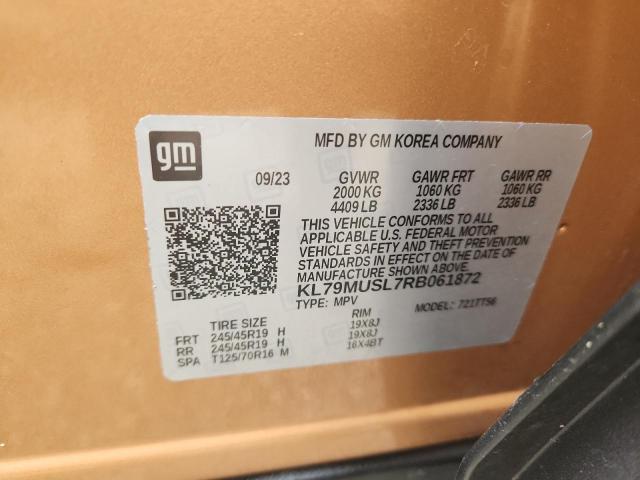 gm
MFD BY GM KOREA COMPANY
09/23 GVWR GAWR FRT GAWR RR
2000 KG 1060 KG 1060 KG
4409 LB 2336 LB 2336 LB
THIS VEHICLE CONFORMS TO ALL
APPLICABLE U.S. FEDERAL MOTOR
VEHICLE SAFETY AND THEFT PREVENTION
STANDARDS IN EFFECT ON THE DATE OF
MANUFACTURE SHOWN ABOVE.
KL79MUSL7RB061872
TYPE: MPV MODEL: 721TT56
TIRE SIZE RIM
FRT 245/45R19 H 19X8J
RR 245/45R19 H 19X8J
SPA T125/70R16 M 16X4BT